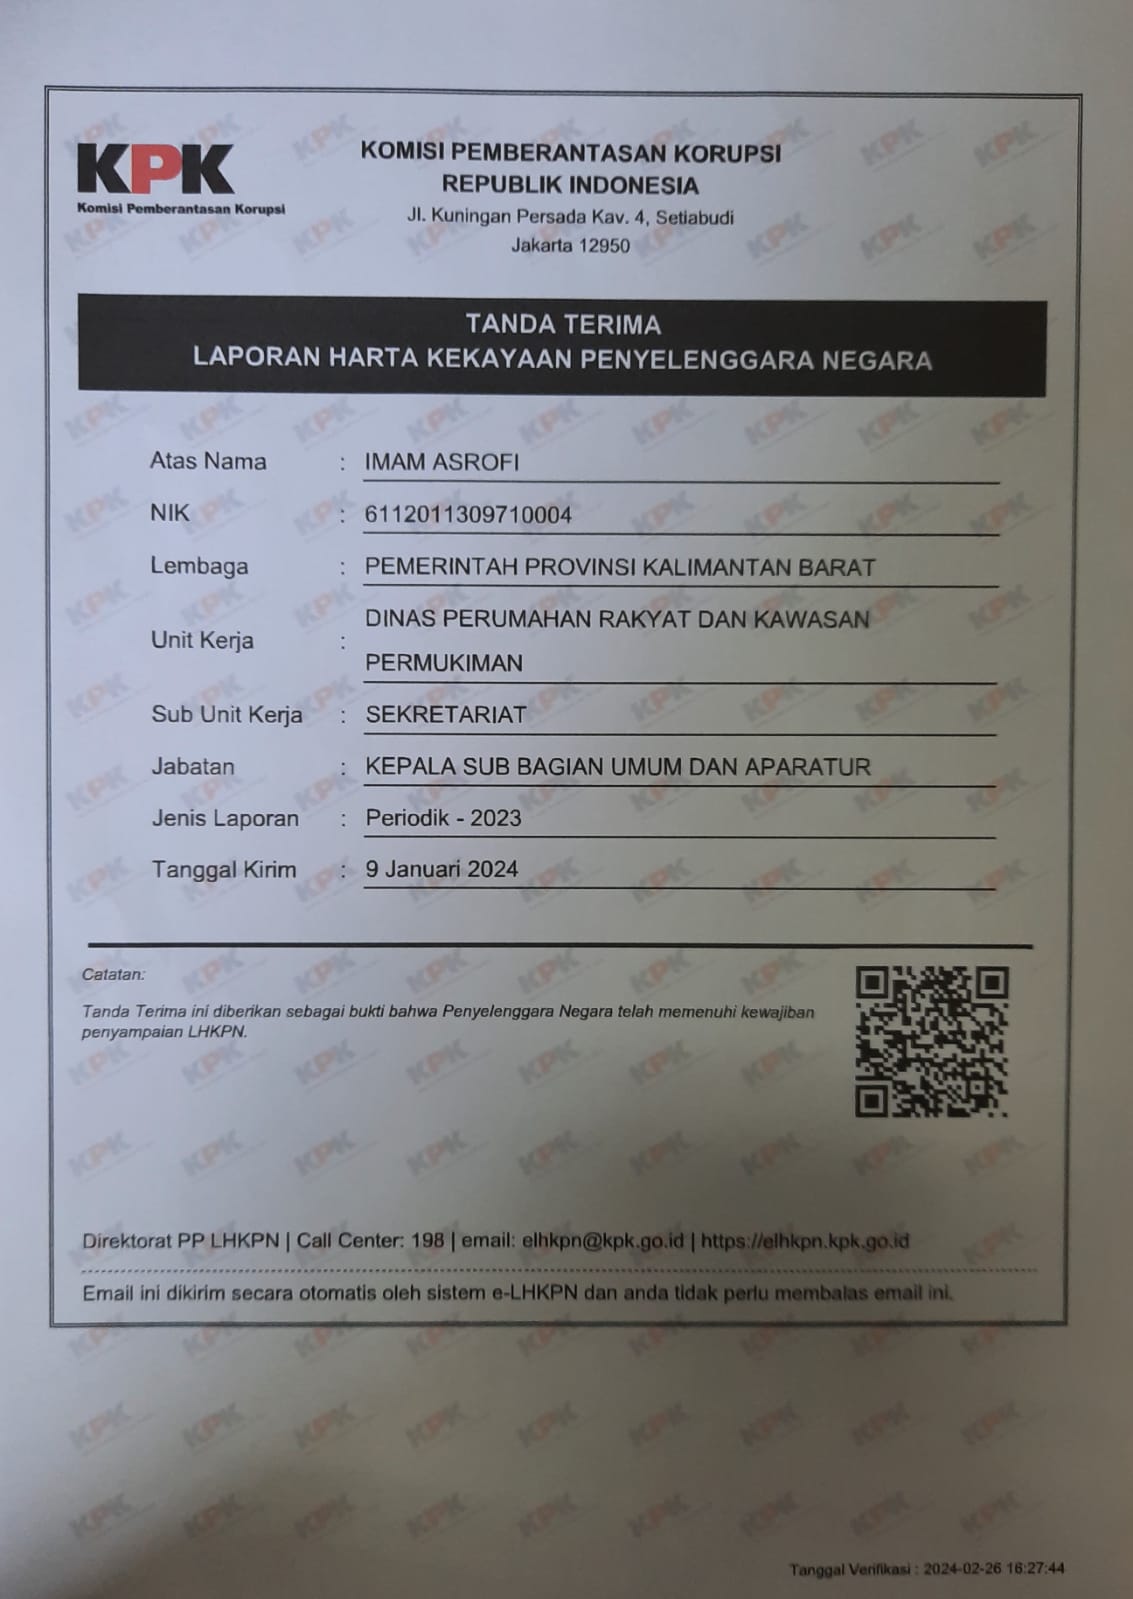 KPK
Komisi Pemberantasan Korupsi
KOMISI PEMBERANTASAN KORUPSI
REPUBLIK INDONESIA
Jl. Kuningan Persada Kav. 4, Setiabudi
Jakarta 12950
TANDA TERIMA
LAPORAN HARTA KEKAYAAN PENYELENGGARA NEGARA
Atas Nama : IMAM ASROFI
NIK : 6112011309710004
Lembaga : PEMERINTAH PROVINSI KALIMANTAN BARAT
Unit Kerja : DINAS PERUMAHAN RAKYAT DAN KAWASAN
PERMUKIMAN
Sub Unit Kerja : SEKRETARIAT
Jabatan : KEPALA SUB BAGIAN UMUM DAN APARATUR
Jenis Laporan : Periodik - 2023
Tanggal Kirim : 9 Januari 2024
Catatan:
Tanda Terima ini diberikan sebagai bukti bahwa Penyelenggara Negara telah memenuhi kewajiban
penyampaian LHKPN.
Direktorat PP LHKPN | Call Center: 198 | email: elhkpn@kpk.go.id | https://elhkpn.kpk.go.id
Email ini dikirim secara otomatis oleh sistem e-LHKPN dan anda tidak perlu membalas email ini.
Tanggal Verifikasi : 2024-02-26 16:27:44